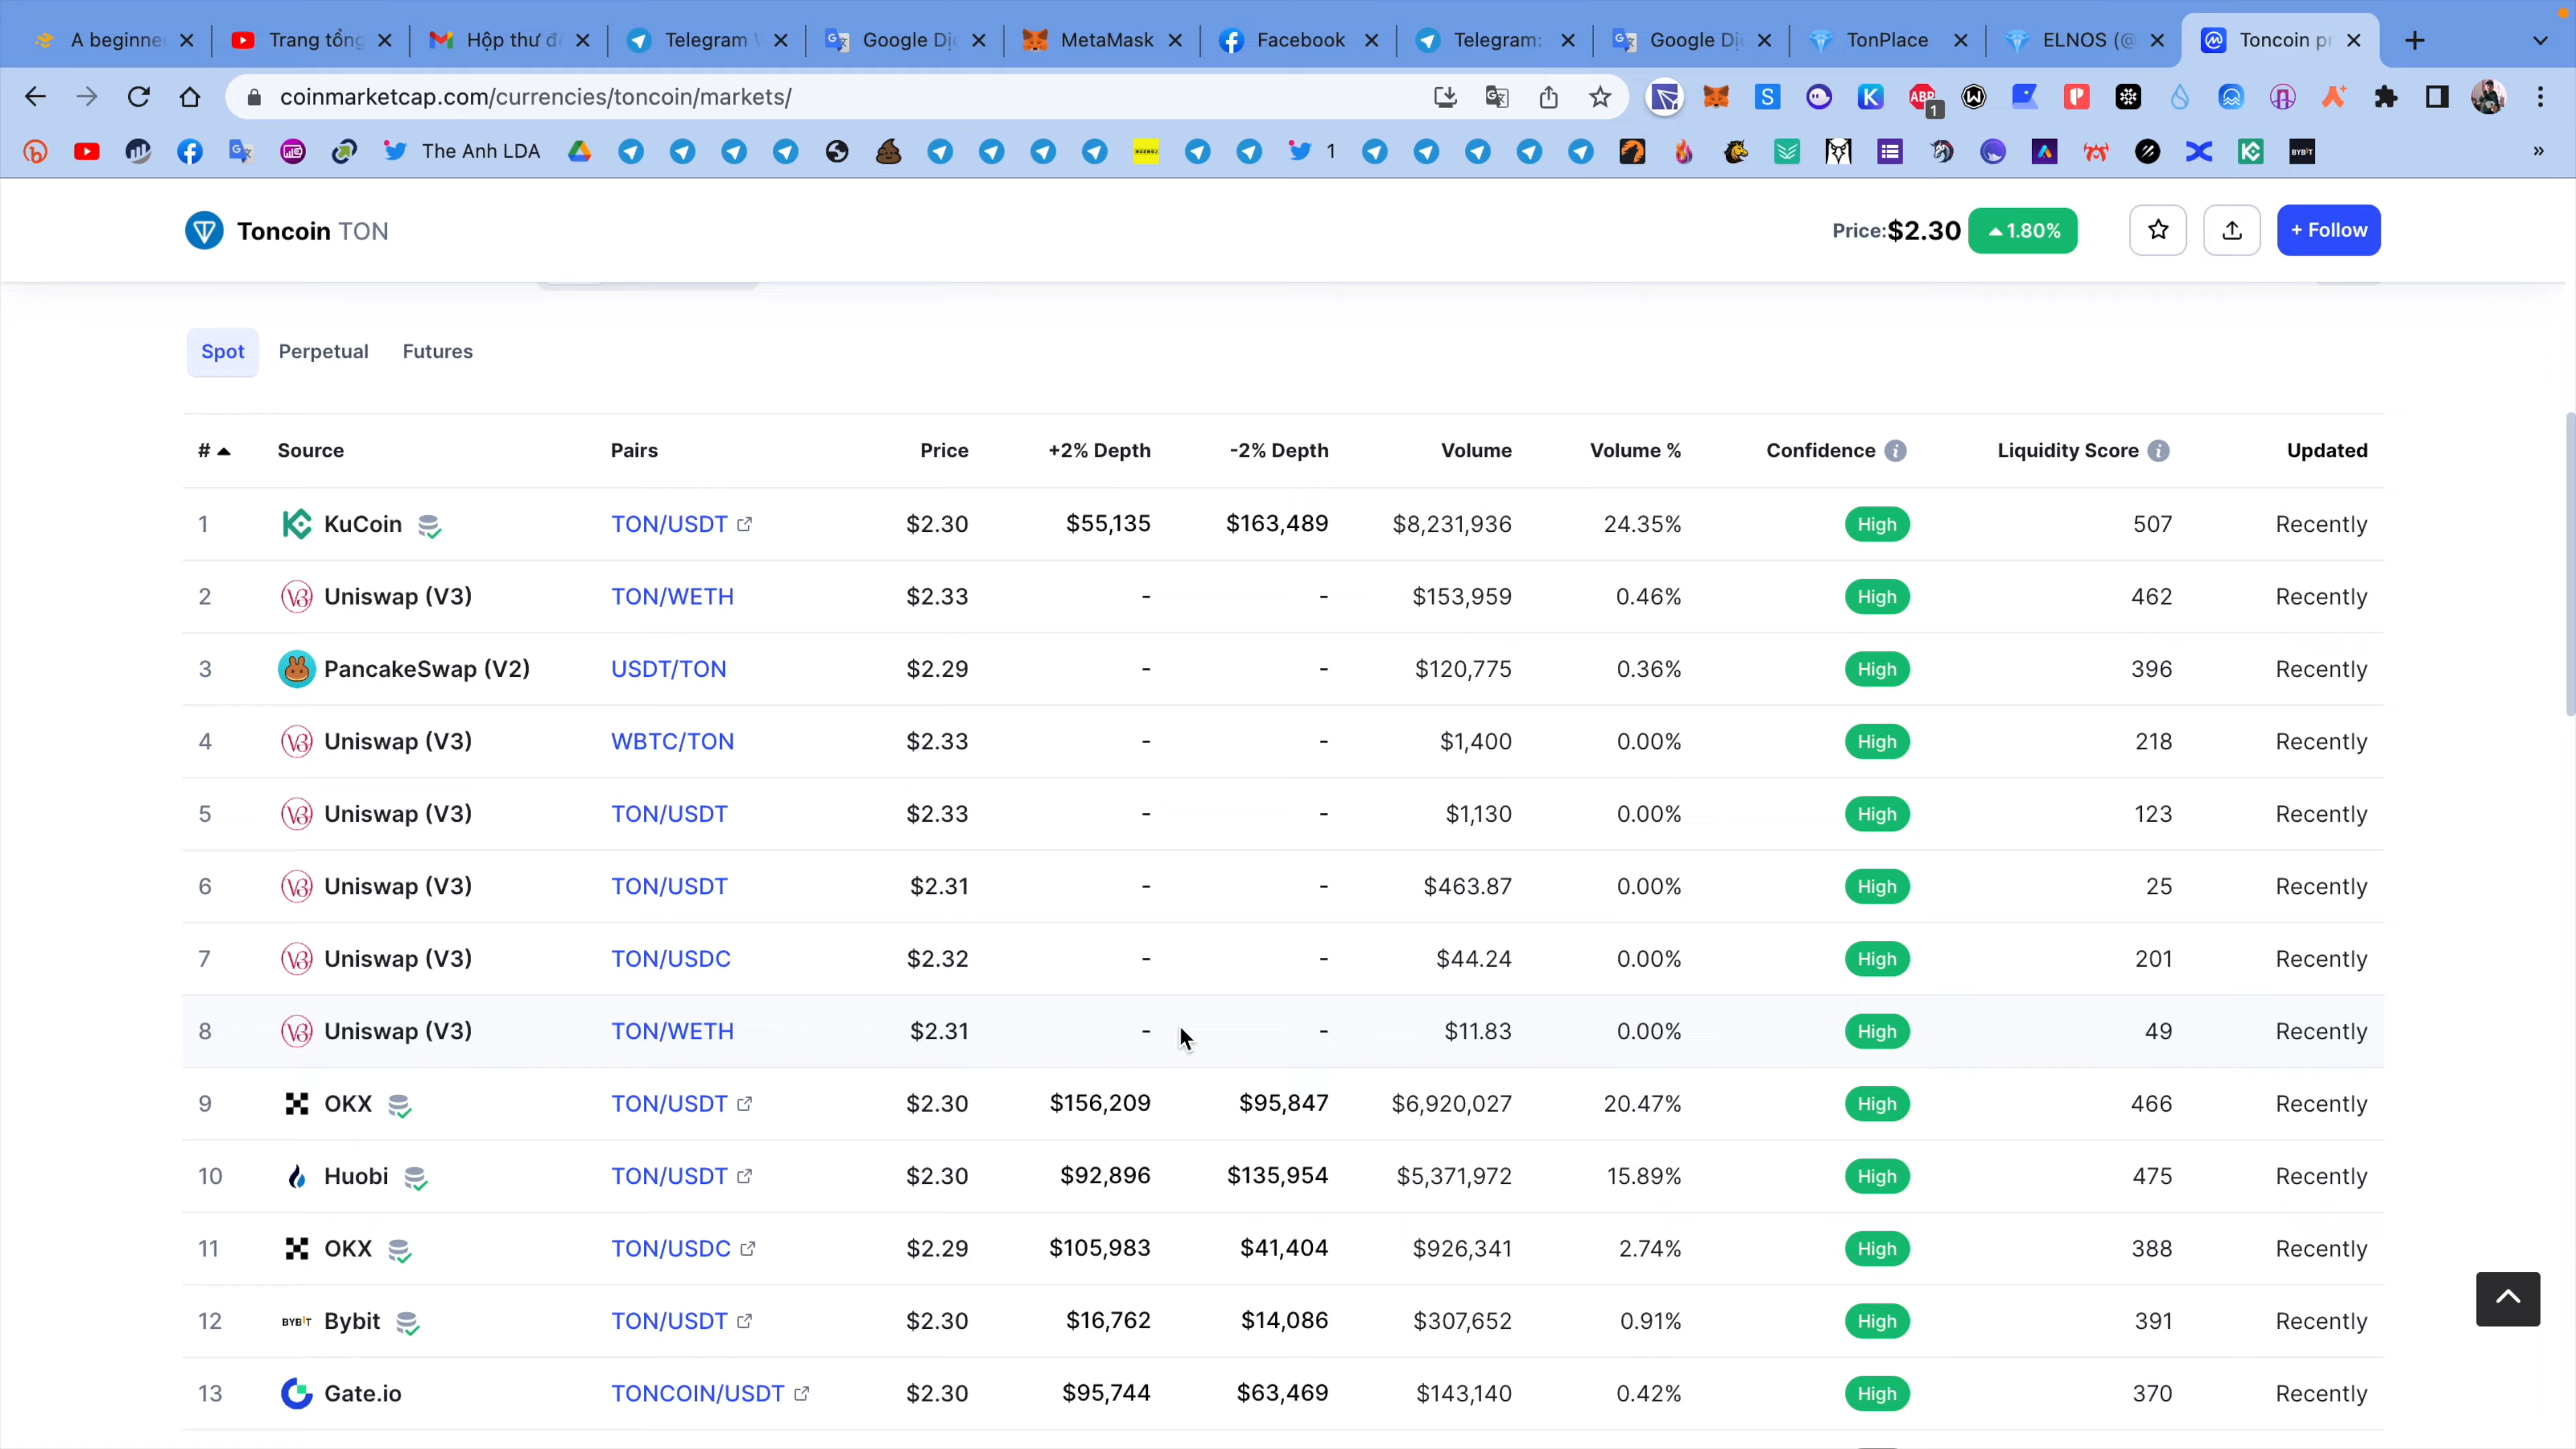 A beginne
Trang tổng
Hộp thư đ
Telegram
Google Dị
MetaMask
Facebook
Telegram:
Google Dị
TonPlace
ELNOS (@
Toncoin pr
coinmarketcap.com/currencies/toncoin/markets/
ABP
1
The Anh LDA
1
BYBIT
Toncoin TON
Price:$2.30 1.80%
+ Follow
Spot Perpetual Futures
# Source Pairs Price +2% Depth -2% Depth Volume Volume % Confidence Liquidity Score Updated
1 KuCoin TON/USDT $2.30 $55,135 $163,489 $8,231,936 24.35% High 507 Recently
2 Uniswap (V3) TON/WETH $2.33 - - $153,959 0.46% High 462 Recently
3 PancakeSwap (V2) USDT/TON $2.29 - - $120,775 0.36% High 396 Recently
4 Uniswap (V3) WBTC/TON $2.33 - - $1,400 0.00% High 218 Recently
5 Uniswap (V3) TON/USDT $2.33 - - $1,130 0.00% High 123 Recently
6 Uniswap (V3) TON/USDT $2.31 - - $463.87 0.00% High 25 Recently
7 Uniswap (V3) TON/USDC $2.32 - - $44.24 0.00% High 201 Recently
8 Uniswap (V3) TON/WETH $2.31 - - $11.83 0.00% High 49 Recently
9 OKX TON/USDT $2.30 $156,209 $95,847 $6,920,027 20.47% High 466 Recently
10 Huobi TON/USDT $2.30 $92,896 $135,954 $5,371,972 15.89% High 475 Recently
11 OKX TON/USDC $2.29 $105,983 $41,404 $926,341 2.74% High 388 Recently
12 BYBIT Bybit TON/USDT $2.30 $16,762 $14,086 $307,652 0.91% High 391 Recently
13 Gate.io TONCOIN/USDT $2.30 $95,744 $63,469 $143,140 0.42% High 370 Recently